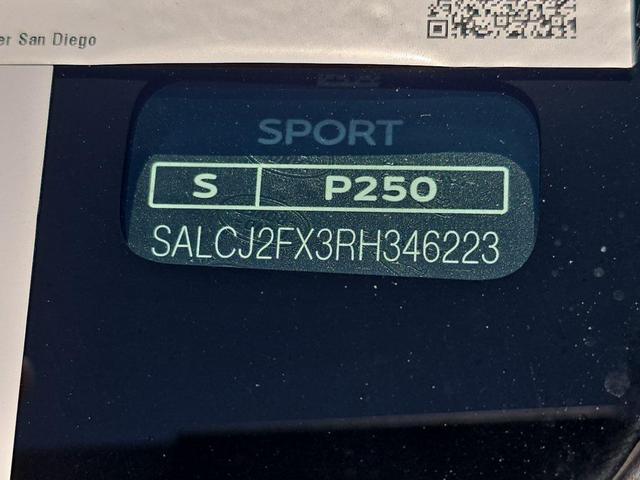 er San Diego
SPORT
S P250
SALCJ2FX3RH346223